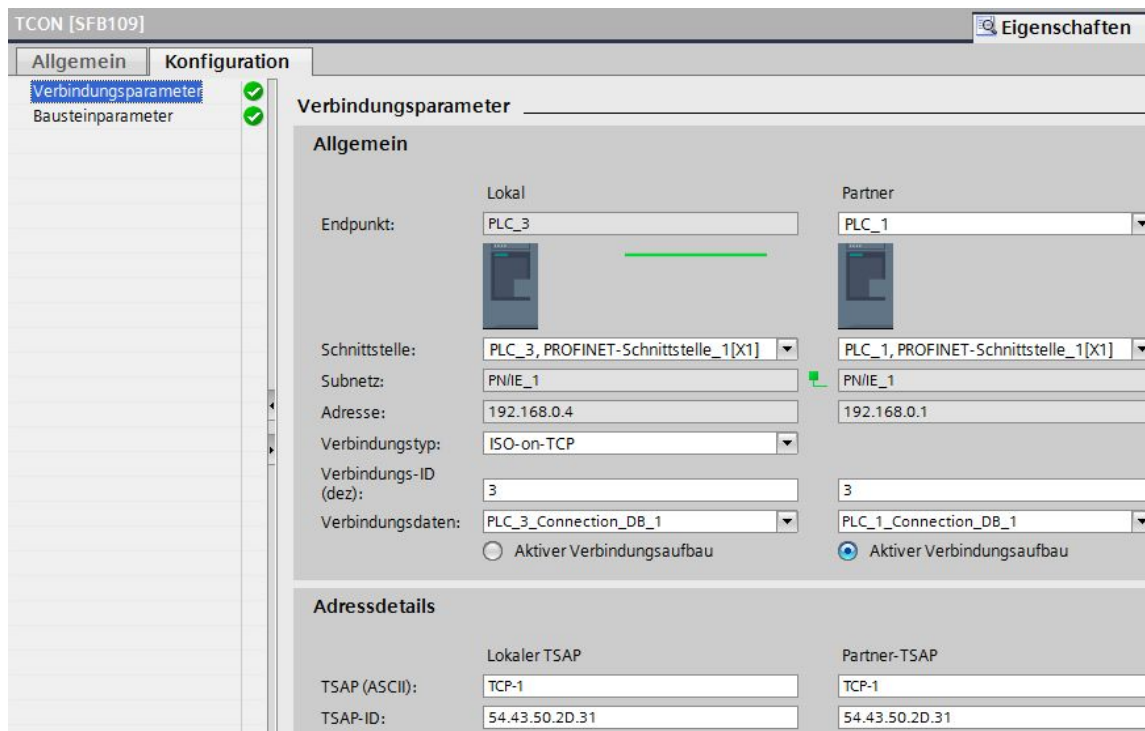 TCON [SFB109]
Eigenschaften
Allgemein Konfiguration
Verbindungsparameter
Bausteinparameter
Verbindungsparameter
Allgemein
Lokal Partner
Endpunkt: PLC_3 PLC_1
Schnittstelle: PLC_3, PROFINET-Schnittstelle_1[X1] PLC_1, PROFINET-Schnittstelle_1[X1]
Subnetz: PN/IE_1 PN/IE_1
Adresse: 192.168.0.4 192.168.0.1
Verbindungstyp: ISO-on-TCP
Verbindungs-ID
(dez): 3 3
Verbindungsdaten: PLC_3_Connection_DB_1 PLC_1_Connection_DB_1
Aktiver Verbindungsaufbau Aktiver Verbindungsaufbau
Adressdetails
Lokaler TSAP Partner-TSAP
TSAP (ASCII): TCP-1 TCP-1
TSAP-ID: 54.43.50.2D.31 54.43.50.2D.31